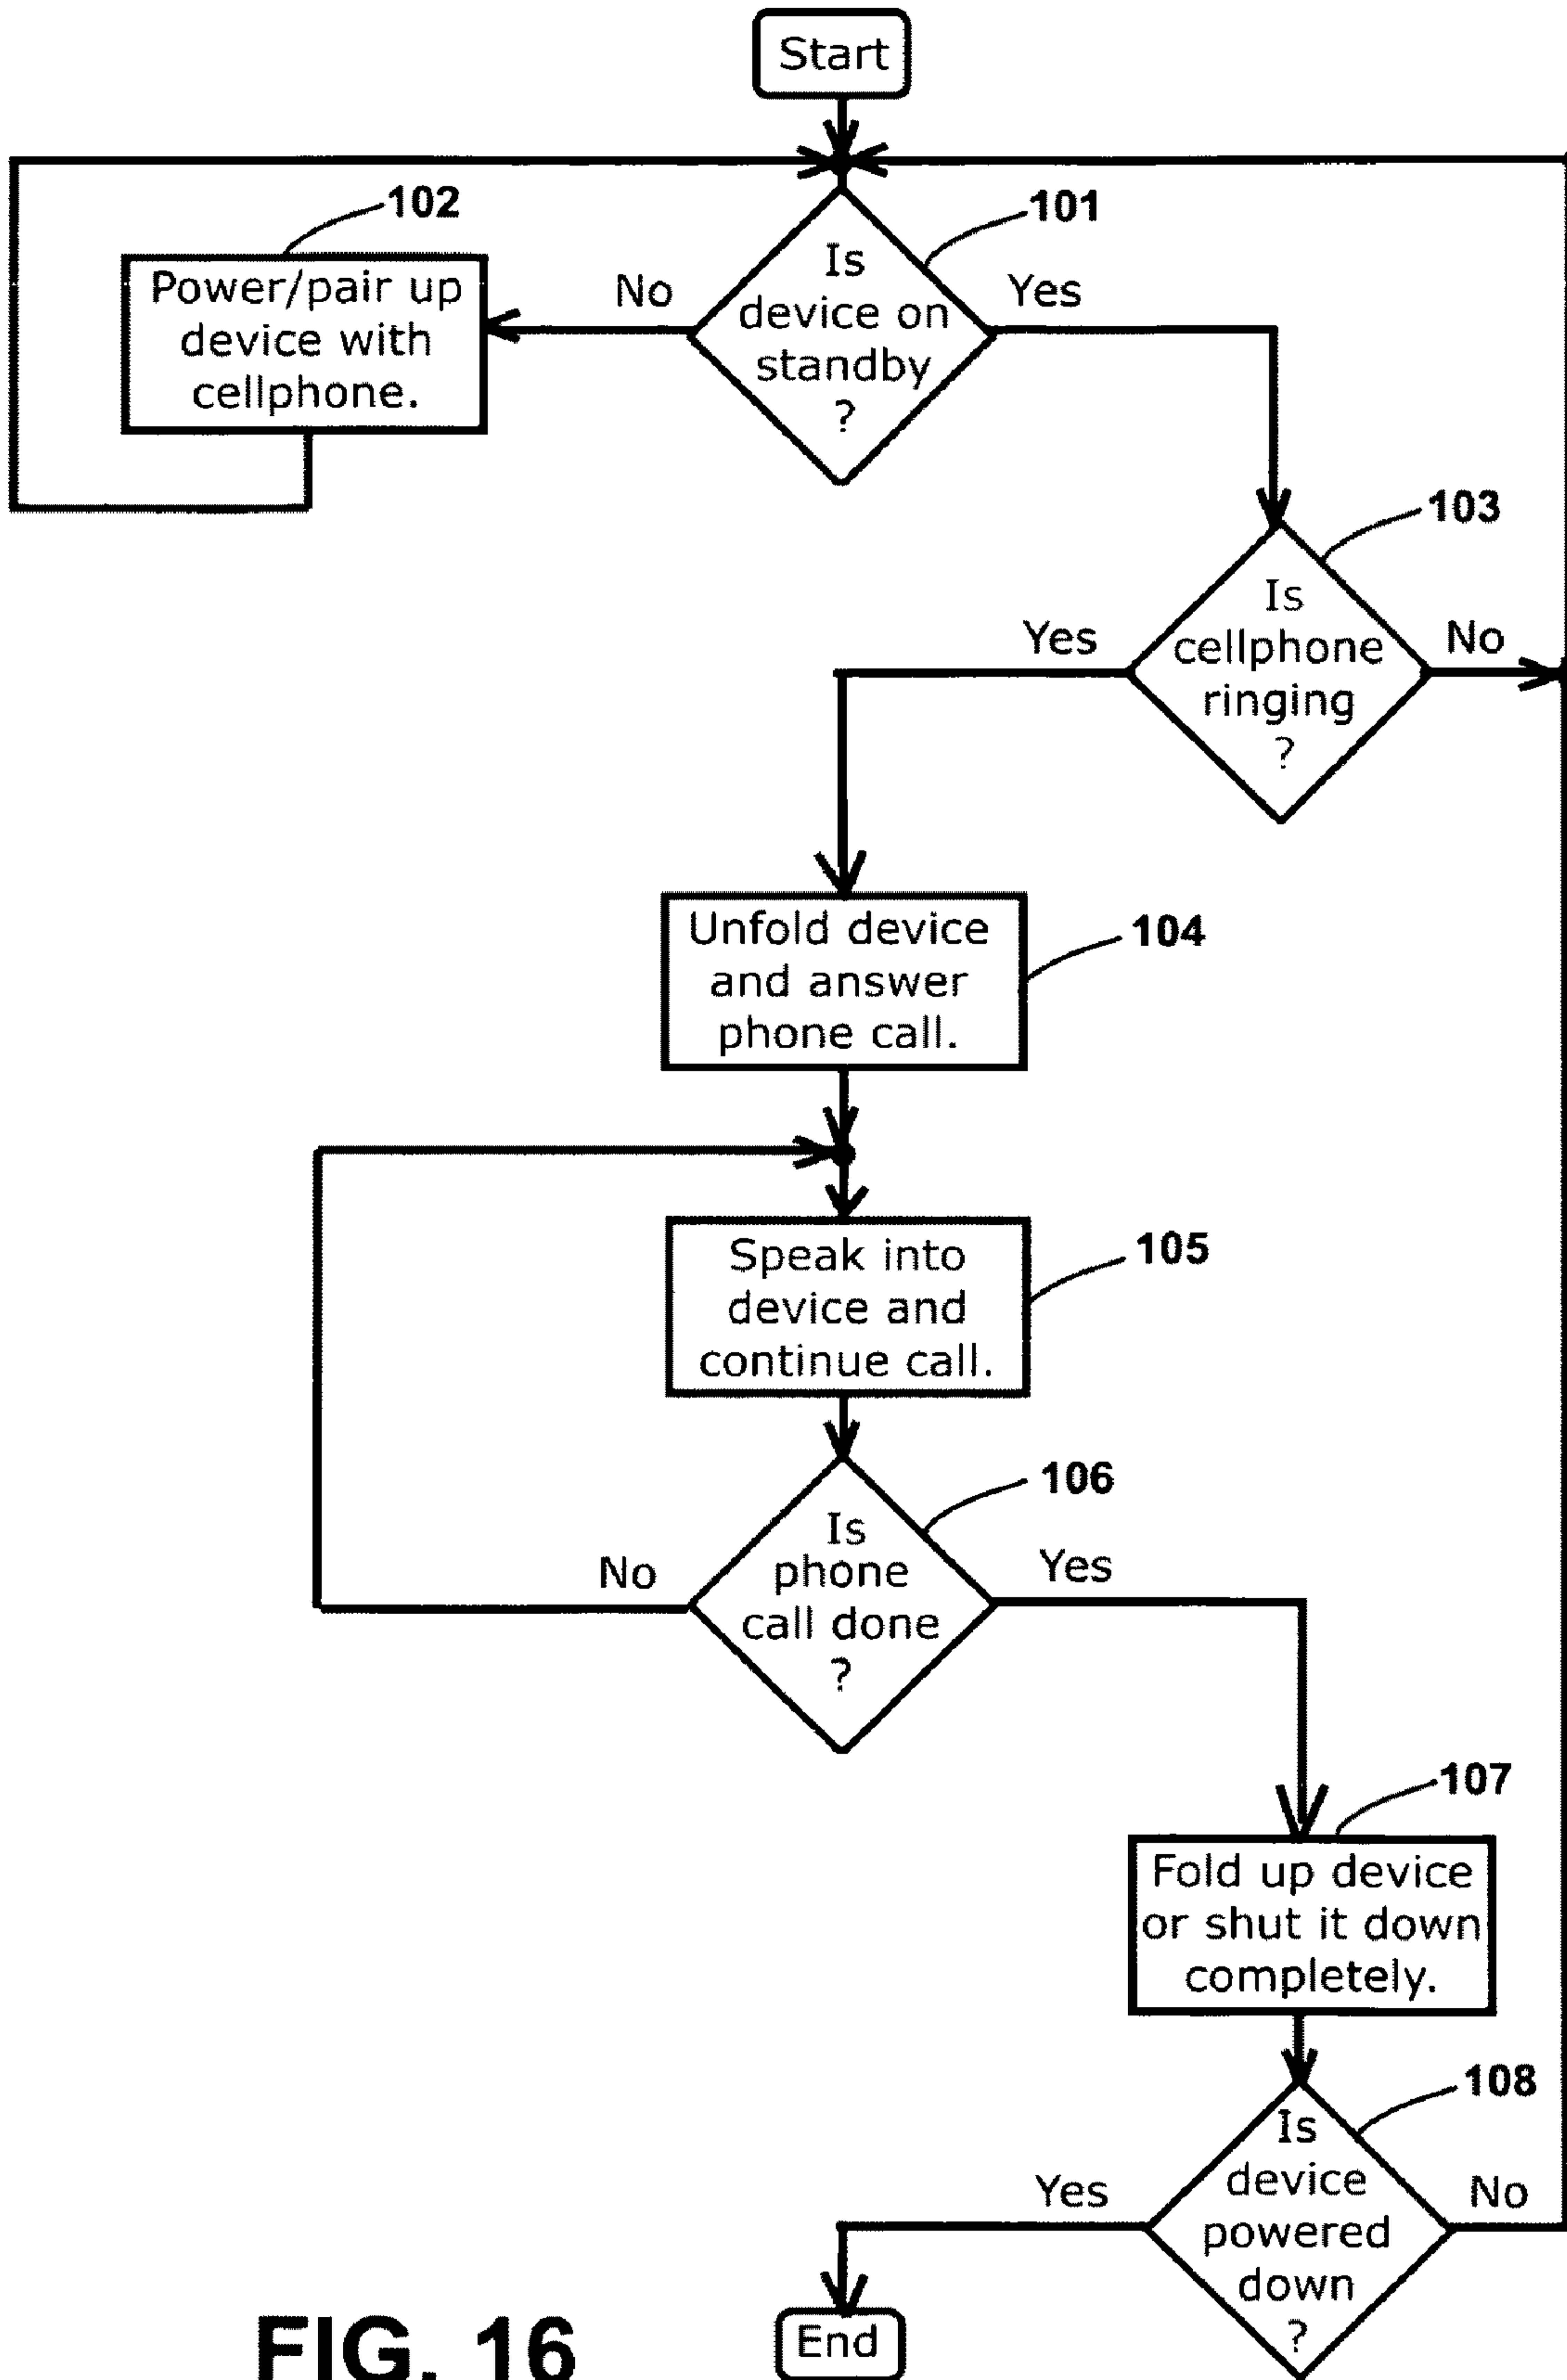 Start
102
101
Power/pair up
device with
cellphone.
No
Is
device on
standby
?
Yes
103
Is
cellphone
ringing
?
Yes
No
Unfold device
and answer
phone call.
104
Speak into
device and
continue call.
105
106
Is
phone
call done
?
No
Yes
107
Fold up device
or shut it down
completely.
108
Is
device
powered
down
?
Yes
No
End
FIG. 16